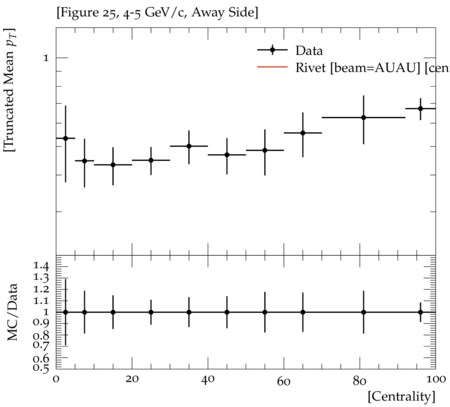 [Figure 25, 4-5 GeV/c, Away Side]
[Truncated Mean pT]
1
Data
Rivet [beam=AUAU] [cen
MC/Data
1.4
1.3
1.2
1.1
1
0.9
0.8
0.7
0.6
0.5
0 20 40 60 80 100
[Centrality]